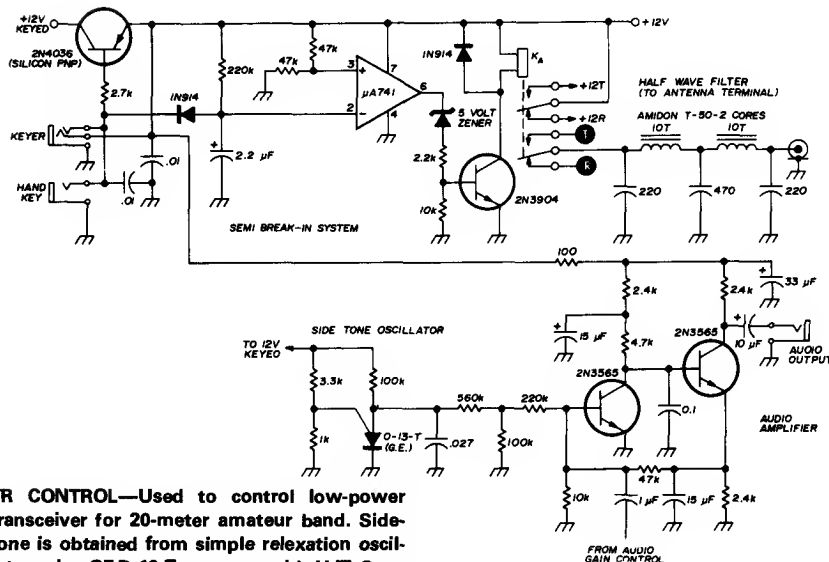 +12V
KEYED
2N4036
(SILICON PNP)
2.7k
1N914
220k
47k
47k
3
+
7
µA741
6
2
-
4
1N914
KA
+12V
5 VOLT
ZENER
+12T
+12R
T
R
HALF WAVE FILTER
(TO ANTENNA TERMINAL)
AMIDON T-50-2 CORES
10T
10T
KEYER
.01
HAND
KEY
.01
+
2.2 µF
2.2k
10k
2N3904
220
470
220
SEMI BREAK-IN SYSTEM
100
2.4k
2.4k
+
33 µF
+
15 µF
4.7k
2N3565
+
10 µF
AUDIO
OUTPUT
SIDE TONE OSCILLATOR
TO 12V
KEYED
3.3k
100k
2N3565
560k
220k
0.1
AUDIO
AMPLIFIER
1k
D-13-T
(G.E.)
.027
100k
47k
10k
1 µF
15 µF
2.4k
FROM AUDIO
GAIN CONTROL
TR CONTROL—Used to control low-power
transceiver for 20-meter amateur band. Side-
tone is obtained from simple relexation oscil-